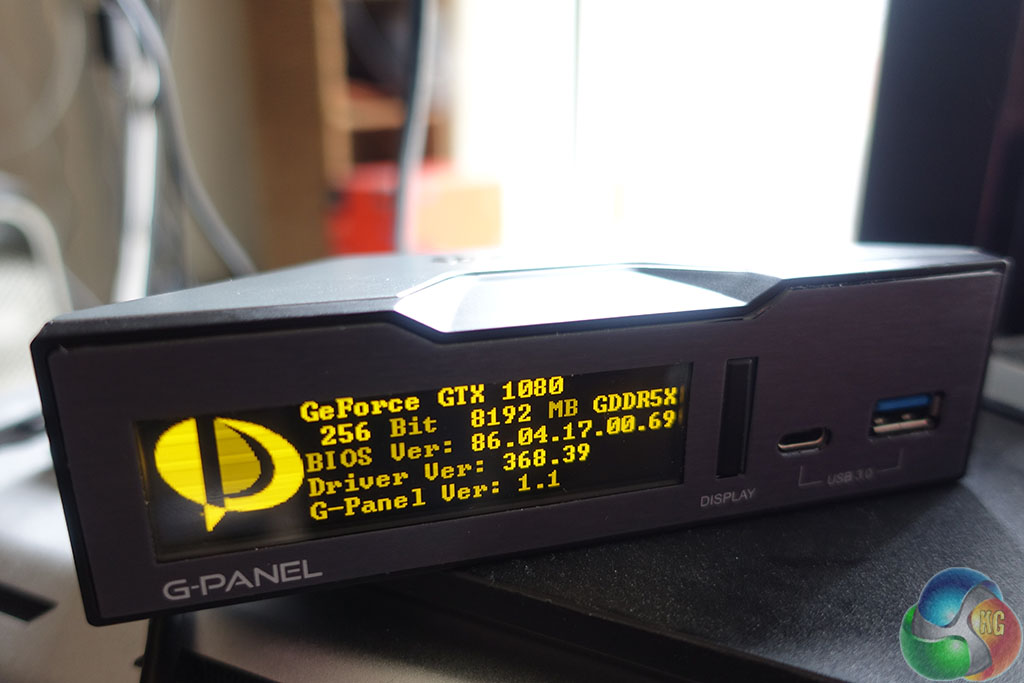 GeForce GTX 1080
256 Bit 8192 MB GDDR5X
BIOS Ver: 86.04.17.00.69
Driver Ver: 368.39
G-Panel Ver: 1.1
DISPLAY
USB 3.0
G-PANEL
KG